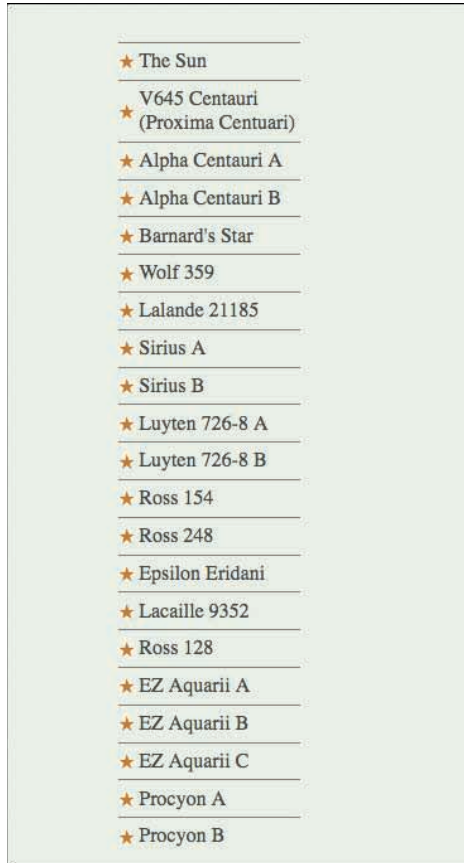 The Sun
V645 Centauri
(Proxima Centuari)
Alpha Centauri A
Alpha Centauri B
Barnard's Star
Wolf 359
Lalande 21185
Sirius A
Sirius B
Luyten 726-8 A
Luyten 726-8 B
Ross 154
Ross 248
Epsilon Eridani
Lacaille 9352
Ross 128
EZ Aquarii A
EZ Aquarii B
EZ Aquarii C
Procyon A
Procyon B